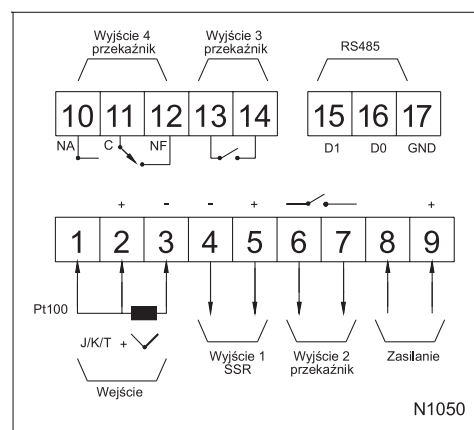 Wyjście 4 Wyjście 3 RS485
przekaźnik przekaźnik
10 11 12 13 14 15 16 17
NA C NF D1 D0 GND
+ - - + +
1 2 3 4 5 6 7 8 9
Pt100
J/K/T + -
Wyjście 1 Wyjście 2 Zasilanie
SSR przekaźnik
Wejście
N1050